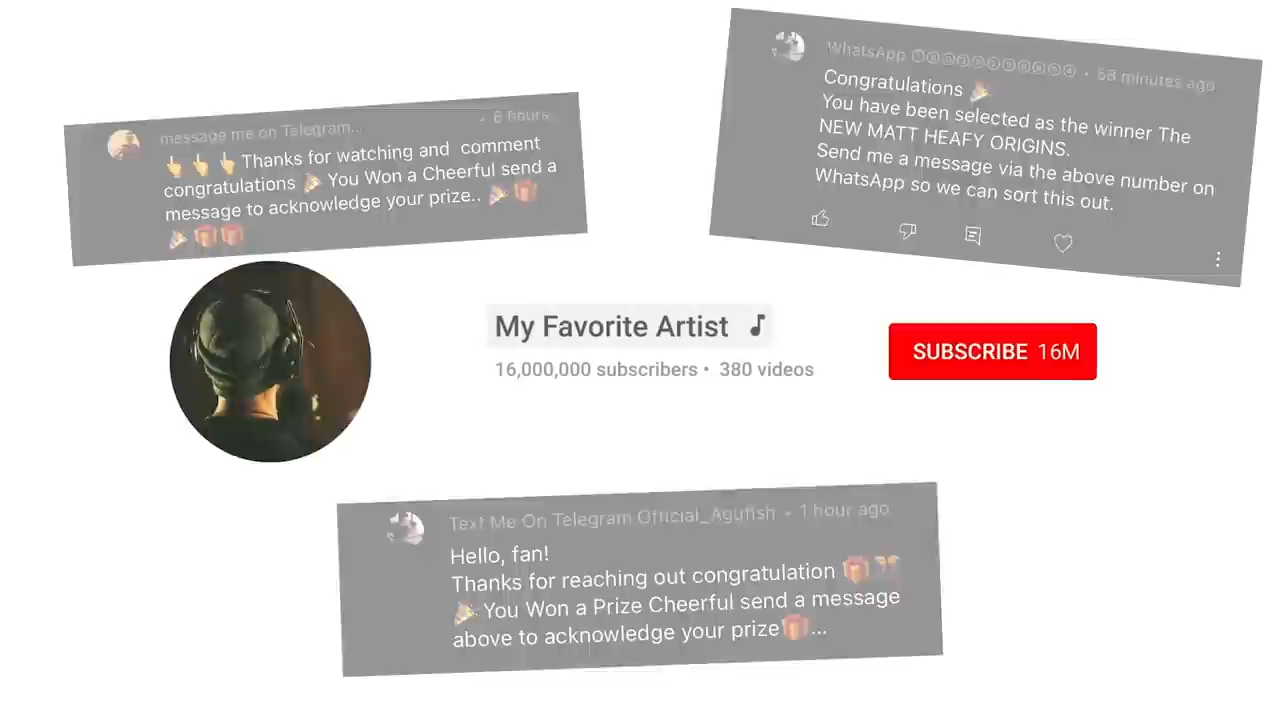 message me on Telegram... • 6 hours
👆👆👆 Thanks for watching and comment
congratulations 🎉 You Won a Cheerful send a
message to acknowledge your prize.. 🎉🎁
🎉🎁🎁
WhatsApp • 58 minutes ago
Congratulations 🎉
You have been selected as the winner The
NEW MATT HEAFY ORIGINS.
Send me a message via the above number on
WhatsApp so we can sort this out.
My Favorite Artist ♪
16,000,000 subscribers • 380 videos
SUBSCRIBE 16M
Text Me On Telegram Official_Agufish • 1 hour ago
Hello, fan!
Thanks for reaching out congratulation 🎁🎊
🎉 You Won a Prize Cheerful send a message
above to acknowledge your prize🎁...